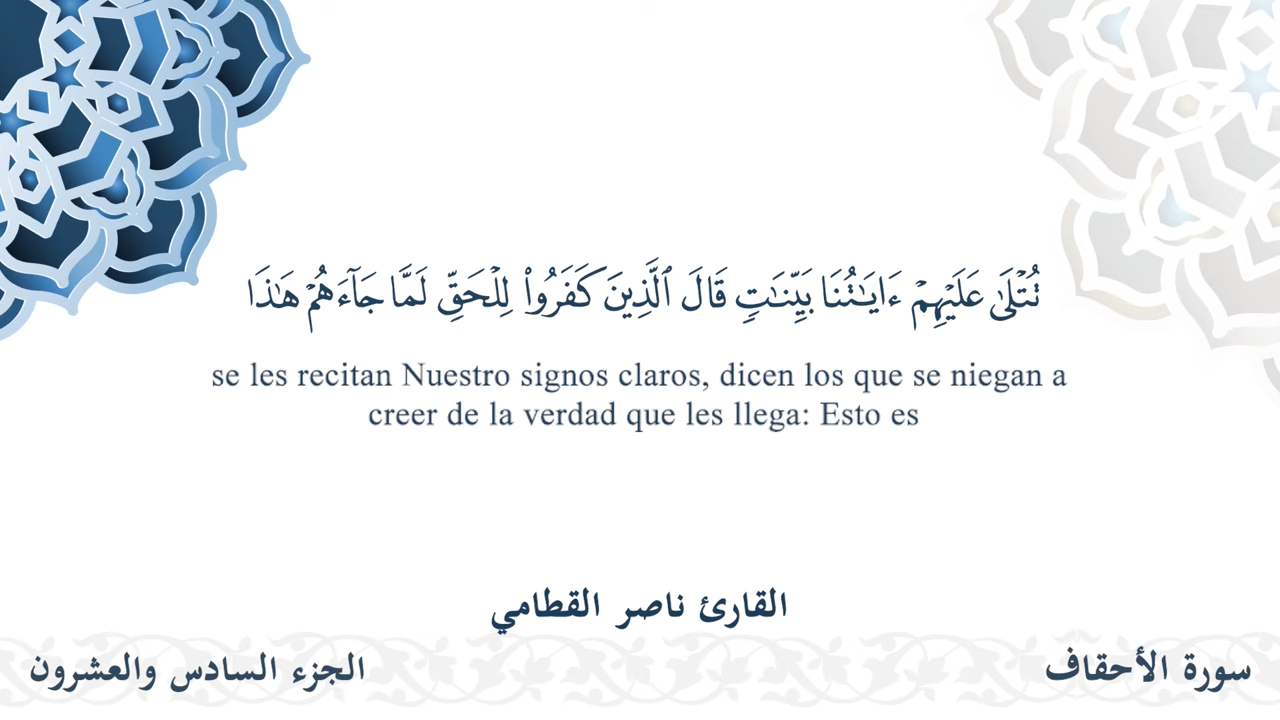 تُتْلَىٰ عَلَيْهِمْ ءَايَـٰتُنَا بَيِّنَـٰتٍ قَالَ ٱلَّذِينَ كَفَرُوا۟ لِلْحَقِّ لَمَّا جَآءَهُمْ هَـٰذَا
se les recitan Nuestro signos claros, dicen los que se niegan a
creer de la verdad que les llega: Esto es
القارئ ناصر القطامي
سورة الأحقاف
الجزء السادس والعشرون